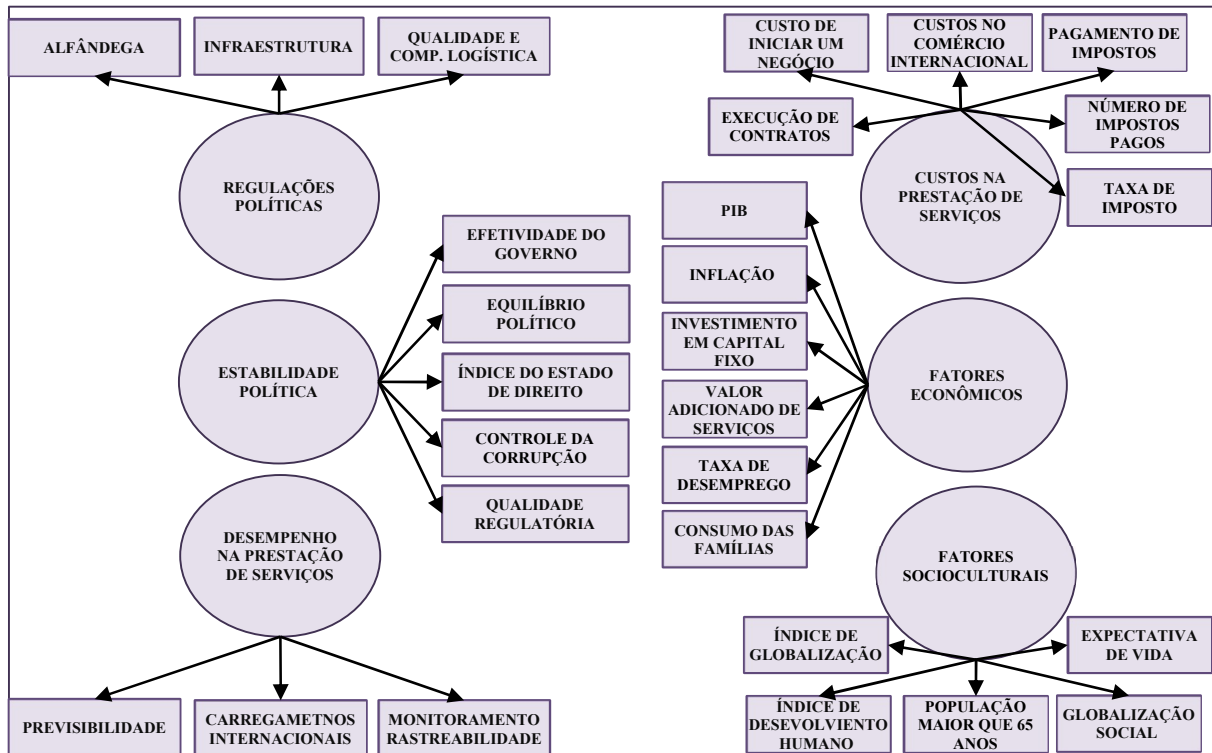 ALFÂNDEGA
INFRAESTRUTURA
QUALIDADE E
COMP. LOGÍSTICA
REGULAÇÕES
POLÍTICAS
EFETIVIDADE DO
GOVERNO
EQUILÍBRIO
POLÍTICO
ÍNDICE DO ESTADO
DE DIREITO
CONTROLE DA
CORRUPÇÃO
QUALIDADE
REGULATÓRIA
ESTABILIDADE
POLÍTICA
DESEMPENHO
NA PRESTAÇÃO
DE SERVIÇOS
PREVISIBILIDADE
CARREGAMETNOS
INTERNACIONAIS
MONITORAMENTO
RASTREABILIDADE
CUSTO DE
INICIAR UM
NEGÓCIO
CUSTOS NO
COMÉRCIO
INTERNACIONAL
PAGAMENTO DE
IMPOSTOS
EXECUÇÃO DE
CONTRATOS
NÚMERO DE
IMPOSTOS
PAGOS
CUSTOS NA
PRESTAÇÃO DE
SERVIÇOS
TAXA DE
IMPOSTO
PIB
INFLAÇÃO
INVESTIMENTO
EM CAPITAL
FIXO
VALOR
ADICIONADO DE
SERVIÇOS
TAXA DE
DESEMPREGO
CONSUMO DAS
FAMÍLIAS
FATORES
ECONÔMICOS
FATORES
SOCIOCULTURAIS
ÍNDICE DE
GLOBALIZAÇÃO
EXPECTATIVA
DE VIDA
ÍNDICE DE
DESEVOLVIENTO
HUMANO
POPULAÇÃO
MAIOR QUE 65
ANOS
GLOBALIZAÇÃO
SOCIAL